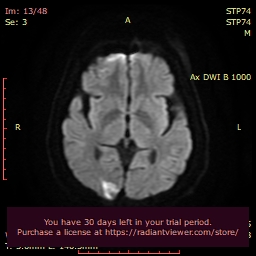 Im: 13/48
Se: 3
A
STP74
STP74
M
Ax DWI B 1000
R
L
You have 30 days left in your trial period.
Purchase a license at https://radiantviewer.com/store/